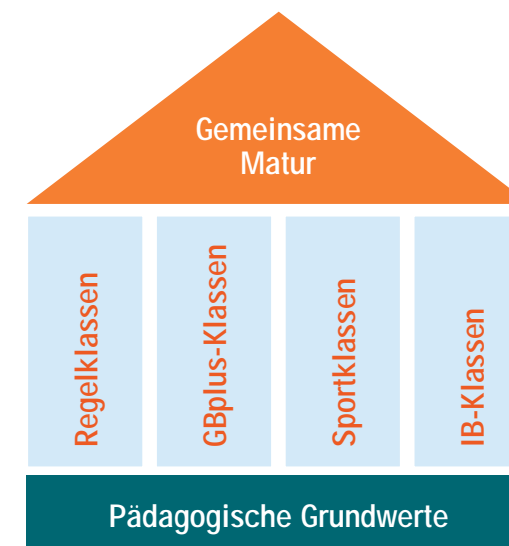 Gemeinsame
Matur
Regelklassen
GBplus-Klassen
Sportklassen
IB-Klassen
Pädagogische Grundwerte